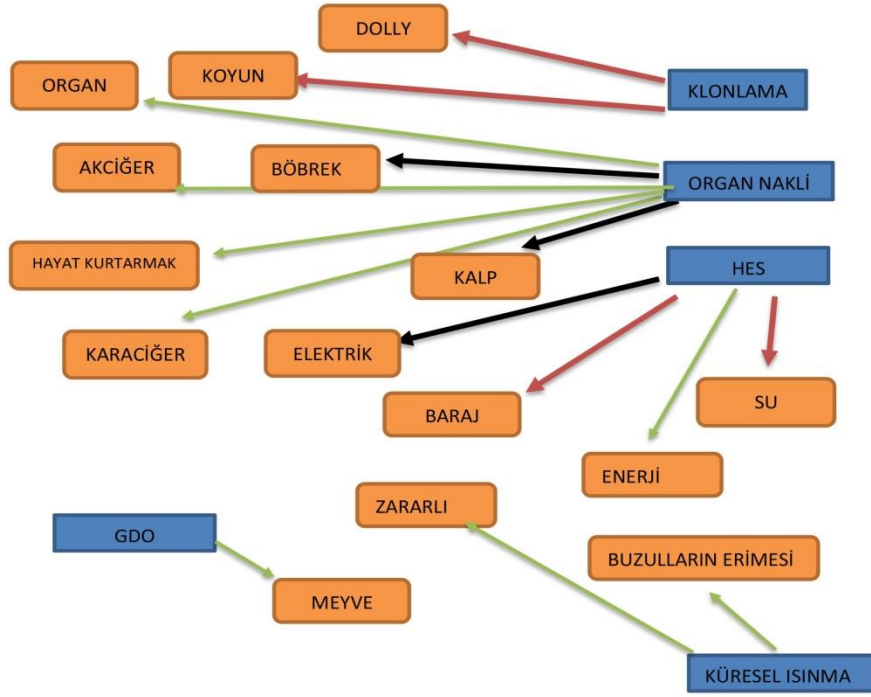 DOLLY
KOYUN
ORGAN
KLONLAMA
AKCİĞER
BÖBREK
ORGAN NAKLİ
HAYAT KURTARMAK
KALP
HES
KARACİĞER
ELEKTRİK
BARAJ
SU
ENERJİ
ZARARLI
GDO
BUZULLARIN ERİMESİ
MEYVE
KÜRESEL ISINMA